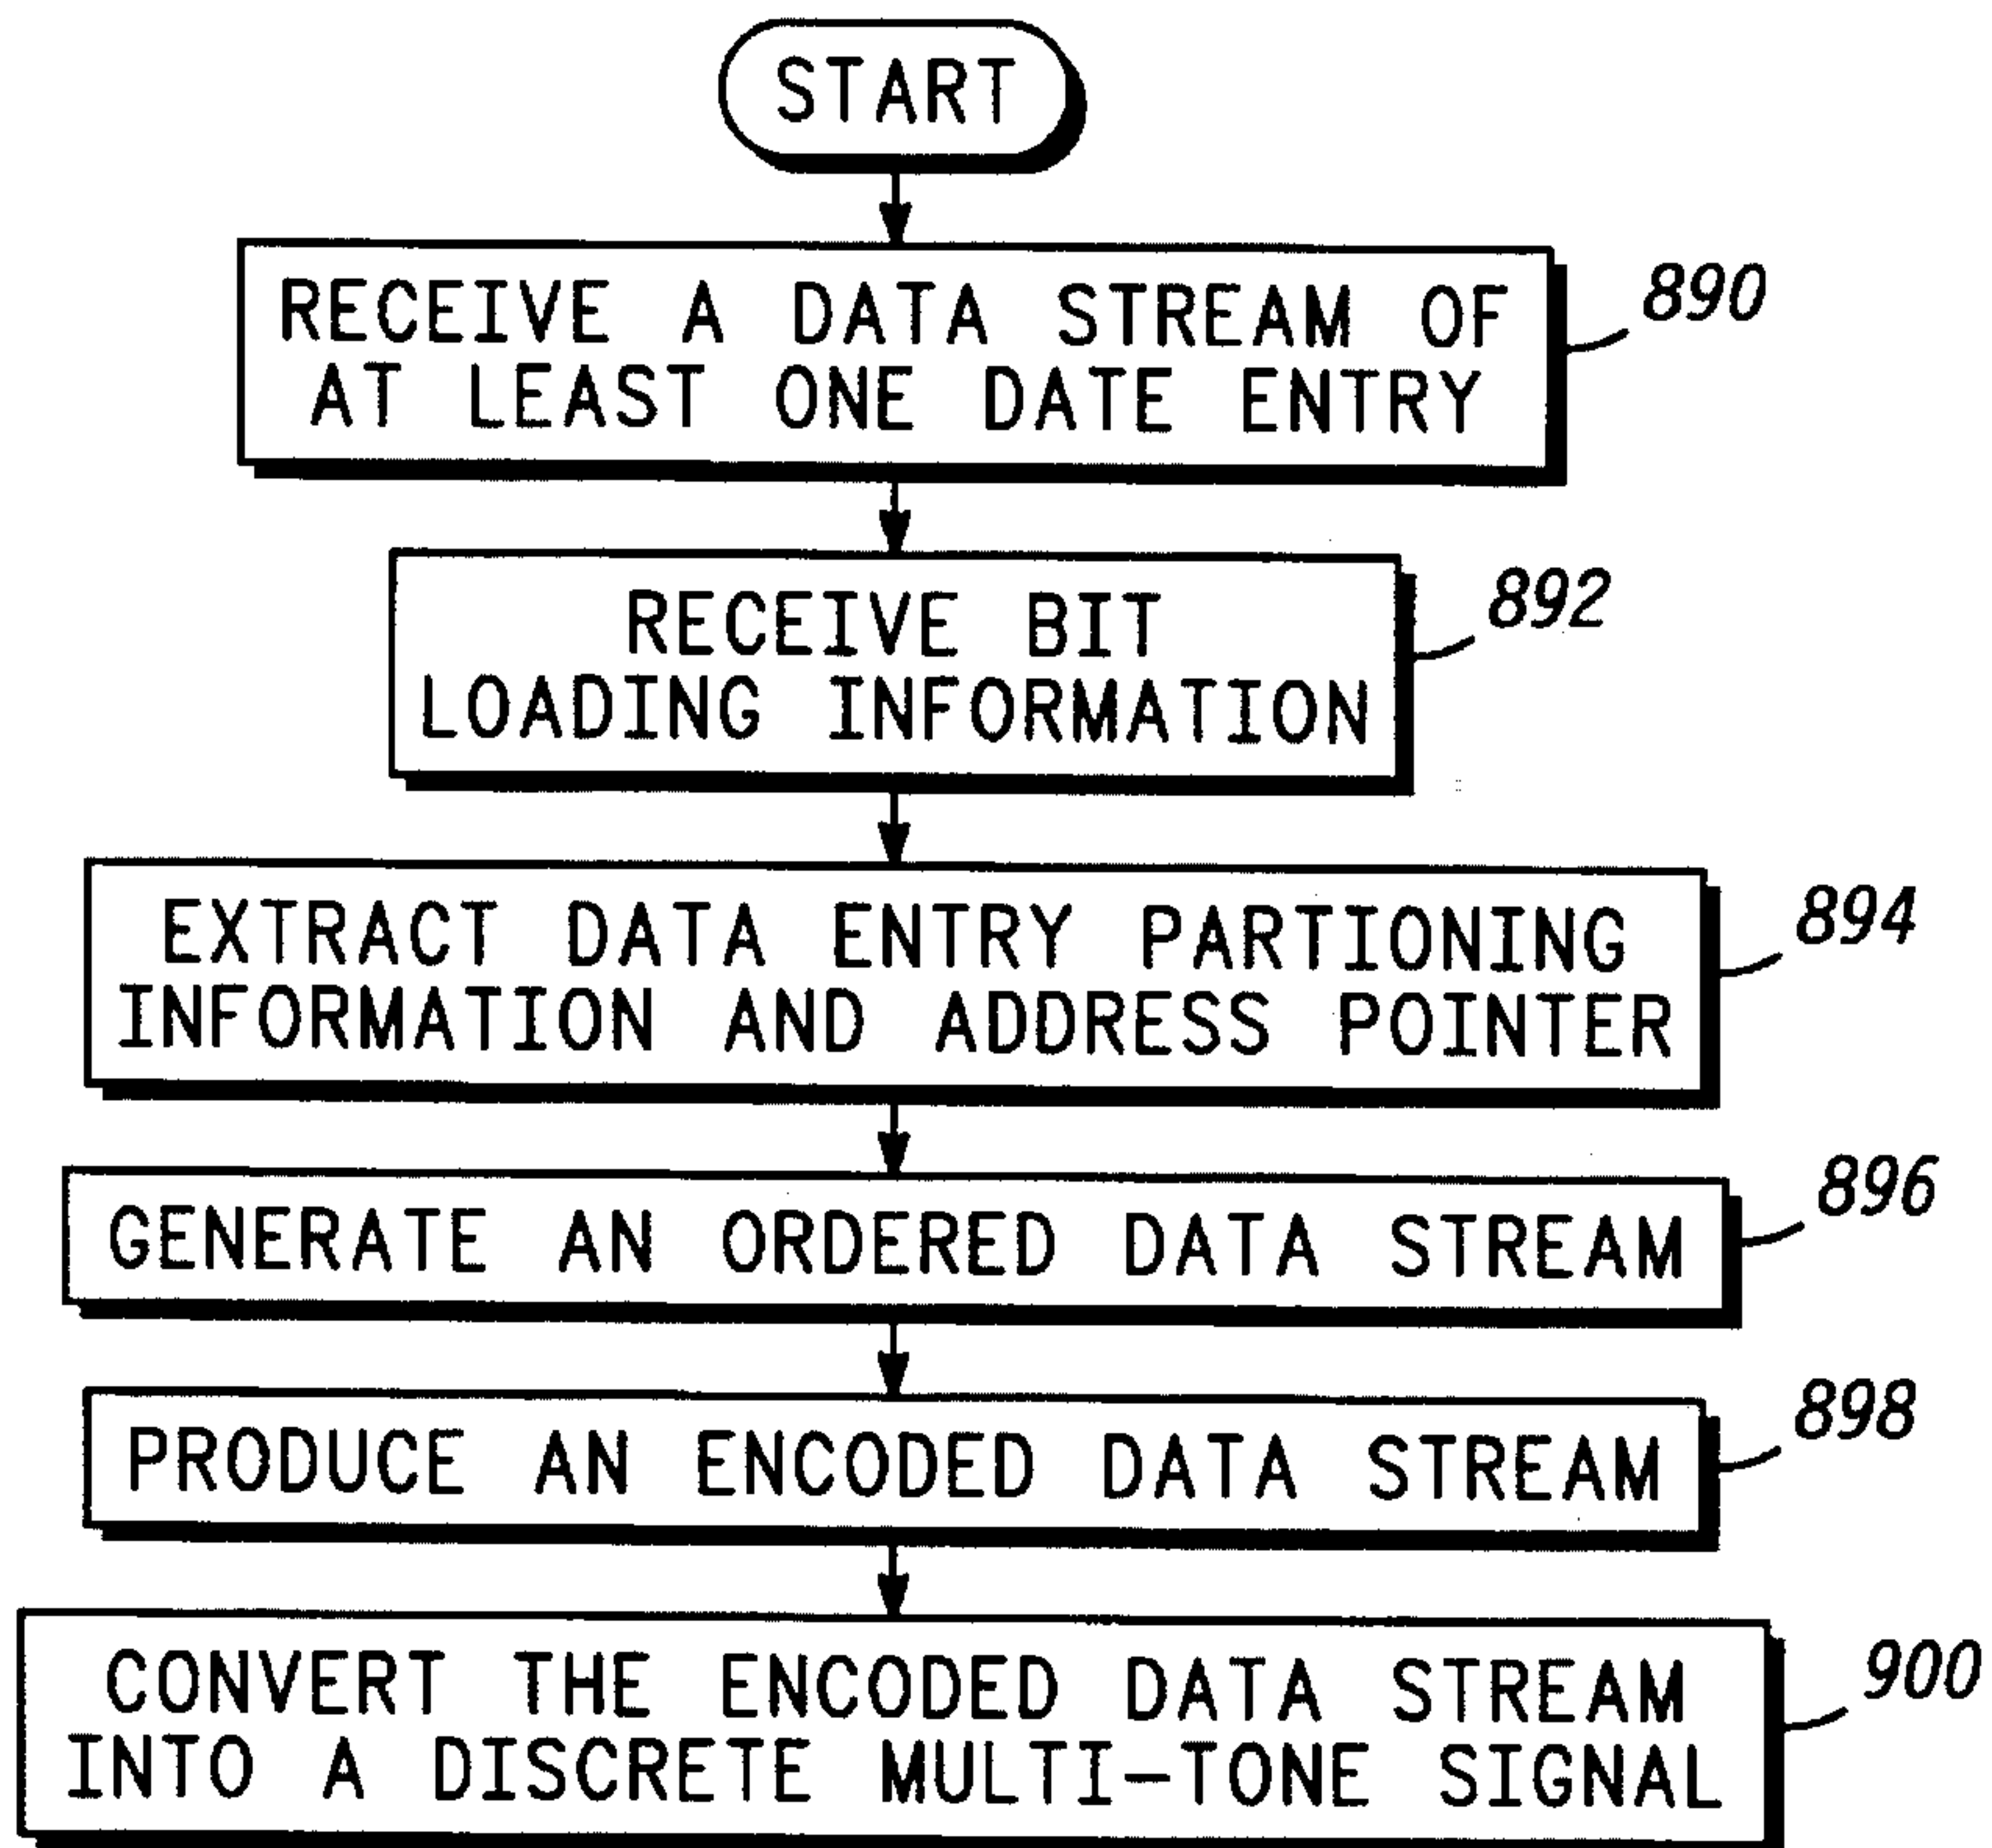 START
RECEIVE A DATA STREAM OF
AT LEAST ONE DATE ENTRY
890
RECEIVE BIT
LOADING INFORMATION
892
EXTRACT DATA ENTRY PARTIONING
INFORMATION AND ADDRESS POINTER
894
GENERATE AN ORDERED DATA STREAM
896
PRODUCE AN ENCODED DATA STREAM
898
CONVERT THE ENCODED DATA STREAM
INTO A DISCRETE MULTI-TONE SIGNAL
900